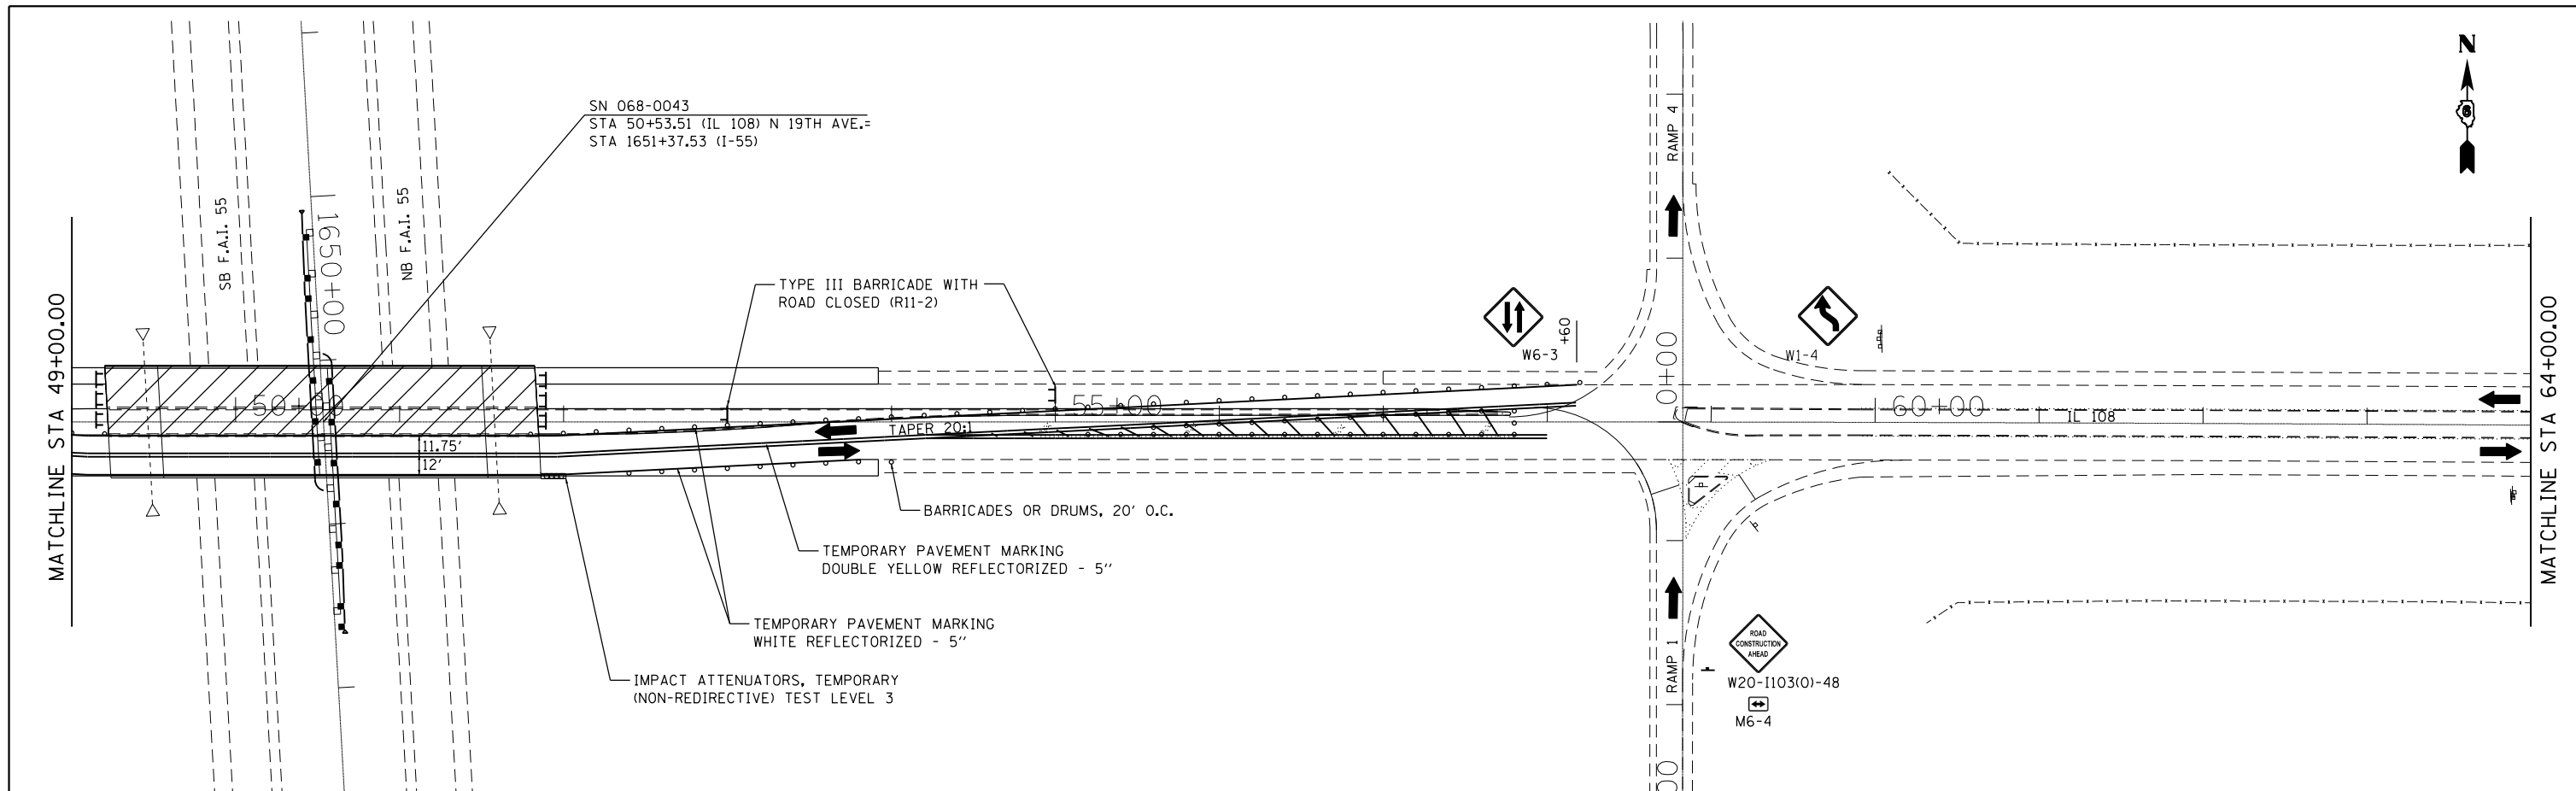 N
SN 068-0043
STA 50+53.51 (IL 108) N 19TH AVE.=
STA 1651+37.53 (I-55)
RAMP 4
SB F.A.I. 55
1650+00
NB F.A.I. 55
TYPE III BARRICADE WITH
ROAD CLOSED (R11-2)
MATCHLINE STA 49+00.00
MATCHLINE STA 64+00.00
W6-3
+60
0+00
W1-4
50+00
55+00
60+00
IL 108
TAPER 20:1
11.75'
12'
BARRICADES OR DRUMS, 20' O.C.
TEMPORARY PAVEMENT MARKING
DOUBLE YELLOW REFLECTORIZED - 5"
TEMPORARY PAVEMENT MARKING
WHITE REFLECTORIZED - 5"
IMPACT ATTENUATORS, TEMPORARY
(NON-REDIRECTIVE) TEST LEVEL 3
RAMP 1
ROAD
CONSTRUCTION
AHEAD
W20-I103(O)-48
M6-4
00